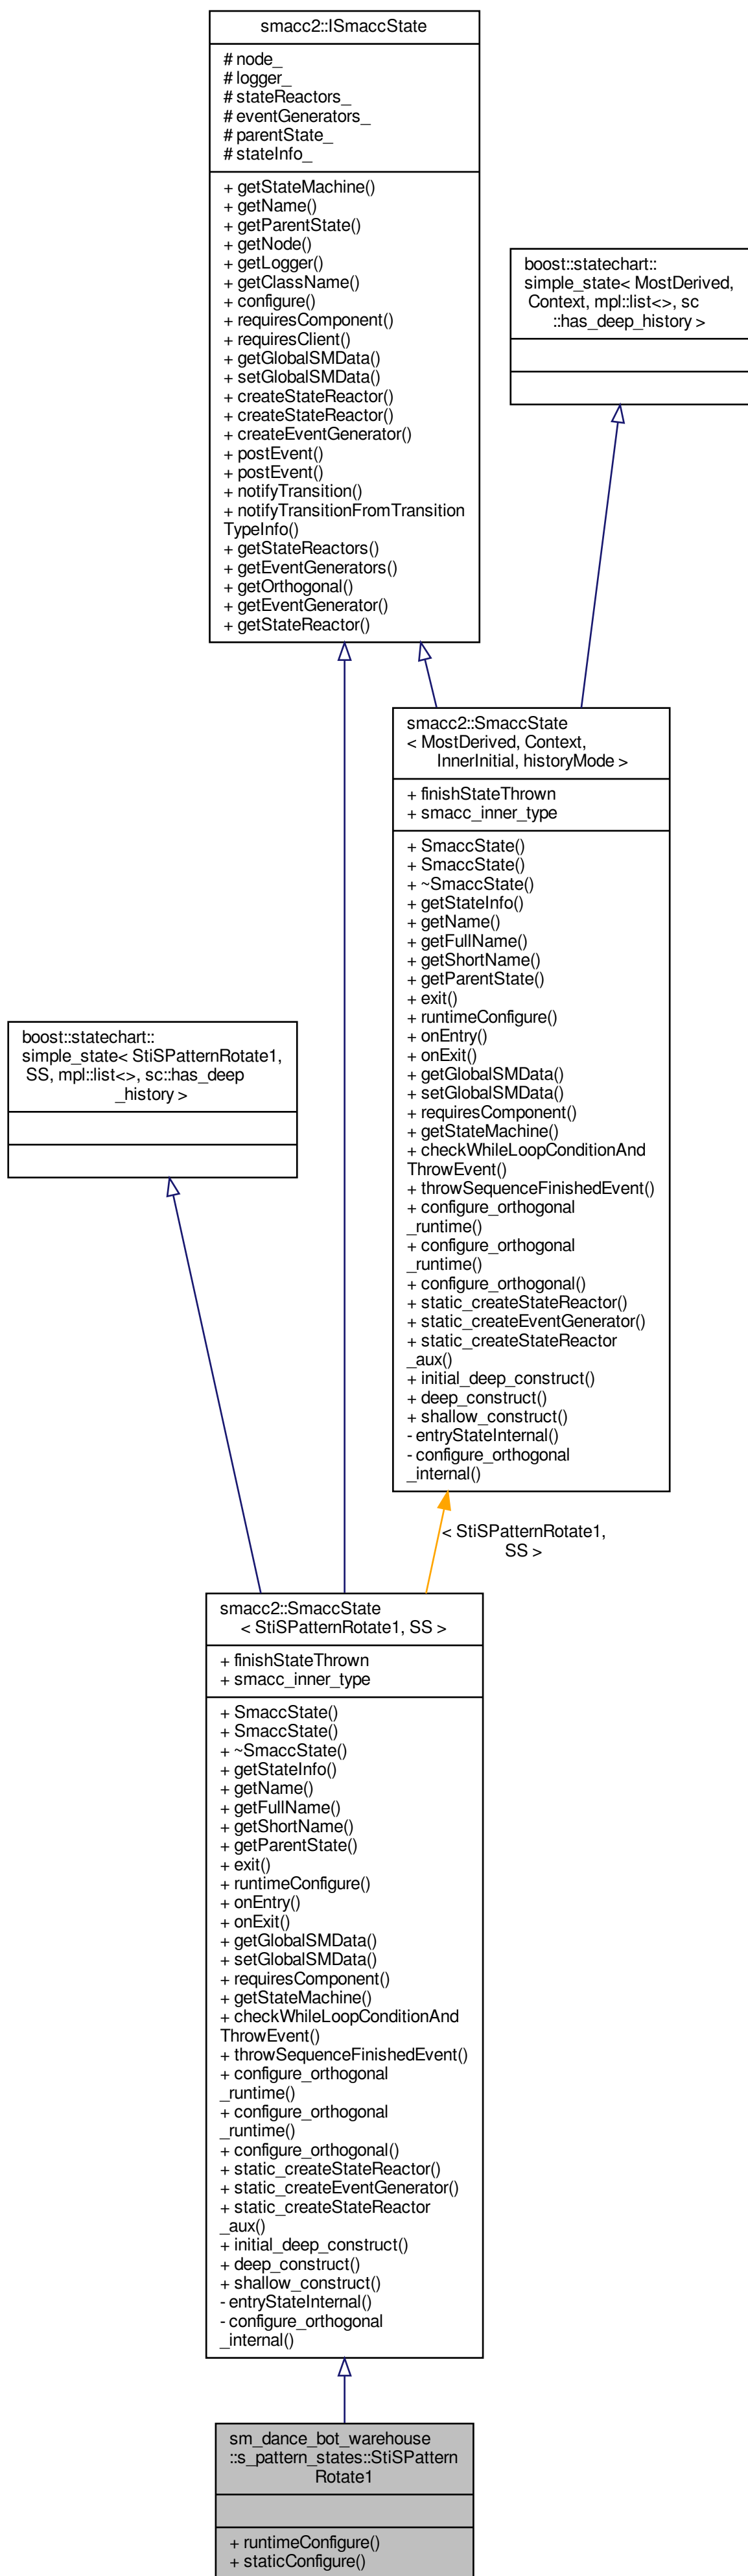 smacc2::ISmaccState
# node_
# logger_
# stateReactors_
# eventGenerators_
# parentState_
# stateInfo_
+ getStateMachine()
+ getName()
+ getParentState()
+ getNode()
+ getLogger()
+ getClassName()
+ configure()
+ requiresComponent()
+ requiresClient()
+ getGlobalSMData()
+ setGlobalSMData()
+ createStateReactor()
+ createStateReactor()
+ createEventGenerator()
+ postEvent()
+ postEvent()
+ notifyTransition()
+ notifyTransitionFromTransition
TypeInfo()
+ getStateReactors()
+ getEventGenerators()
+ getOrthogonal()
+ getEventGenerator()
+ getStateReactor()
boost::statechart::
simple_state< MostDerived,
Context, mpl::list<>, sc
::has_deep_history >
smacc2::SmaccState
< MostDerived, Context,
InnerInitial, historyMode >
+ finishStateThrown
+ smacc_inner_type
+ SmaccState()
+ SmaccState()
+ ~SmaccState()
+ getStateInfo()
+ getName()
+ getFullName()
+ getShortName()
+ getParentState()
+ exit()
+ runtimeConfigure()
+ onEntry()
+ onExit()
+ getGlobalSMData()
+ setGlobalSMData()
+ requiresComponent()
+ getStateMachine()
+ checkWhileLoopConditionAnd
ThrowEvent()
+ throwSequenceFinishedEvent()
+ configure_orthogonal
_runtime()
+ configure_orthogonal
_runtime()
+ configure_orthogonal()
+ static_createStateReactor()
+ static_createEventGenerator()
+ static_createStateReactor
_aux()
+ initial_deep_construct()
+ deep_construct()
+ shallow_construct()
- entryStateInternal()
- configure_orthogonal
_internal()
boost::statechart::
simple_state< StiSPatternRotate1,
SS, mpl::list<>, sc::has_deep
_history >
< StiSPatternRotate1,
SS >
smacc2::SmaccState
< StiSPatternRotate1, SS >
+ finishStateThrown
+ smacc_inner_type
+ SmaccState()
+ SmaccState()
+ ~SmaccState()
+ getStateInfo()
+ getName()
+ getFullName()
+ getShortName()
+ getParentState()
+ exit()
+ runtimeConfigure()
+ onEntry()
+ onExit()
+ getGlobalSMData()
+ setGlobalSMData()
+ requiresComponent()
+ getStateMachine()
+ checkWhileLoopConditionAnd
ThrowEvent()
+ throwSequenceFinishedEvent()
+ configure_orthogonal
_runtime()
+ configure_orthogonal
_runtime()
+ configure_orthogonal()
+ static_createStateReactor()
+ static_createEventGenerator()
+ static_createStateReactor
_aux()
+ initial_deep_construct()
+ deep_construct()
+ shallow_construct()
- entryStateInternal()
- configure_orthogonal
_internal()
sm_dance_bot_warehouse
::s_pattern_states::StiSPattern
Rotate1
+ runtimeConfigure()
+ staticConfigure()